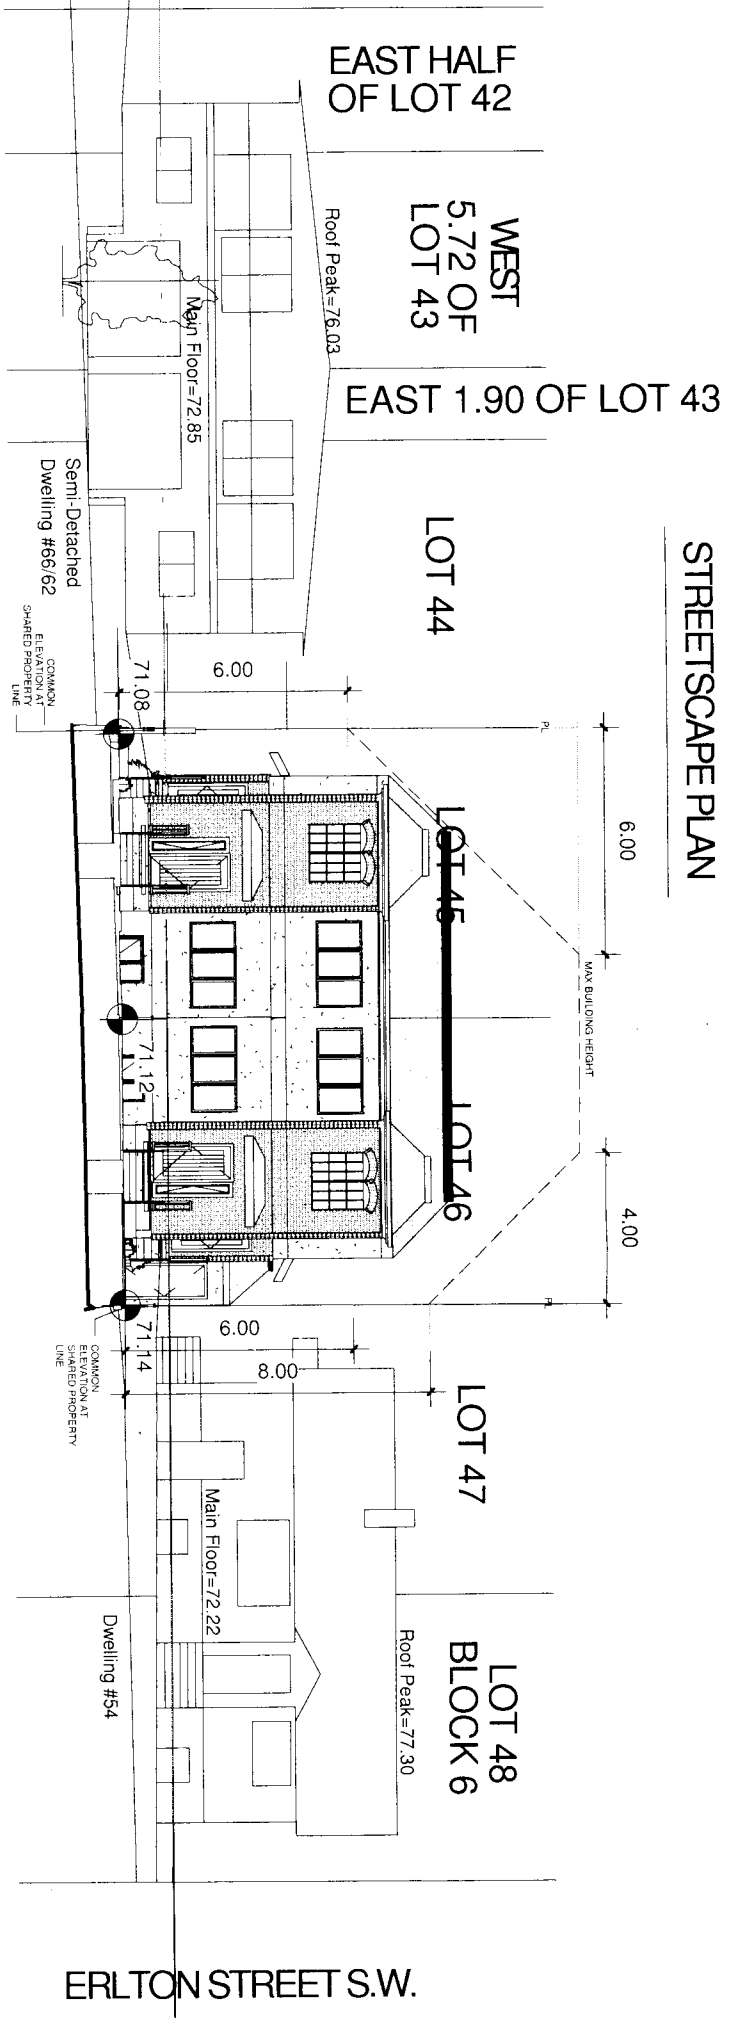 STREETSCAPE PLAN
EAST HALF
OF LOT 42
WEST
5.72 OF
LOT 43
EAST 1.90 OF LOT 43
LOT 44
LOT 45
LOT 46
LOT 47
LOT 48
BLOCK 6
Roof Peak=76.03
Main Floor=72.85
Semi-Detached
Dwelling #66/62
COMMON
ELEVATION AT
SHARED PROPERTY
LINE
71.08
6.00
PL
6.00
MAX BUILDING HEIGHT
71.12
4.00
PL
71.14
6.00
8.00
COMMON
ELEVATION AT
SHARED PROPERTY
LINE
Main Floor=72.22
Roof Peak=77.30
Dwelling #54
ERLTON STREET S.W.